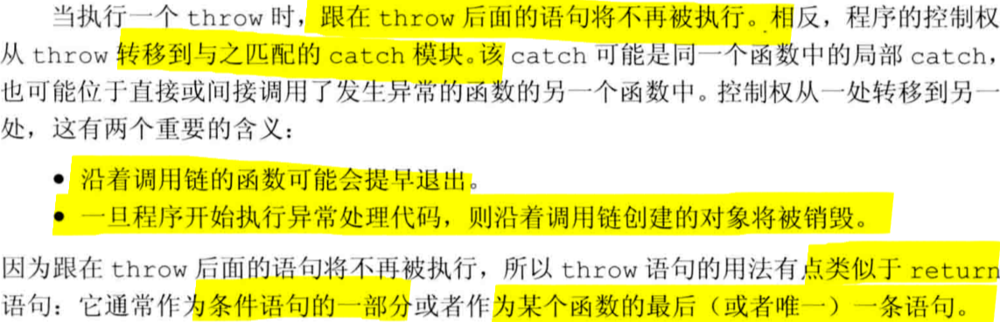 当执行一个 throw 时，跟在 throw 后面的语句将不再被执行。相反，程序的控制权
从 throw 转移到与之匹配的 catch 模块。该 catch 可能是同一个函数中的局部 catch，
也可能位于直接或间接调用了发生异常的函数的另一个函数中。控制权从一处转移到另一
处，这有两个重要的含义：
● 沿着调用链的函数可能会提早退出。
● 一旦程序开始执行异常处理代码，则沿着调用链创建的对象将被销毁。
因为跟在 throw 后面的语句将不再被执行，所以 throw 语句的用法有点类似于 return
语句：它通常作为条件语句的一部分或者作为某个函数的最后（或者唯一）一条语句。